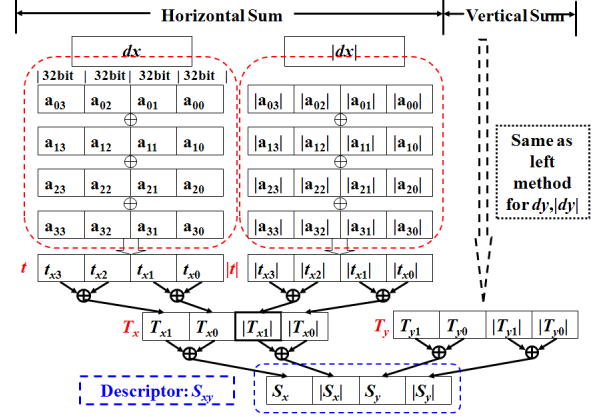 Horizontal Sum Vertical Sum
dx |dx|
| 32bit | 32bit | 32bit | 32bit |
a03 a02 a01 a00 |a03| |a02| |a01| |a00|
⊕ ⊕
a13 a12 a11 a10 |a13| |a12| |a11| |a10|
⊕ ⊕
a23 a22 a21 a20 |a23| |a22| |a21| |a20|
⊕ ⊕
a33 a32 a31 a30 |a33| |a32| |a31| |a30|
Same as
left
method
for dy,|dy|
t tx3 tx2 tx1 tx0 |t| |tx3| |tx2| |tx1| |tx0|
⊕ ⊕ ⊕ ⊕
Tx Tx1 Tx0 |Tx1| |Tx0| Ty Ty1 Ty0 |Ty1| |Ty0|
⊕ ⊕ ⊕ ⊕
Descriptor: Sxy Sx |Sx| Sy |Sy|